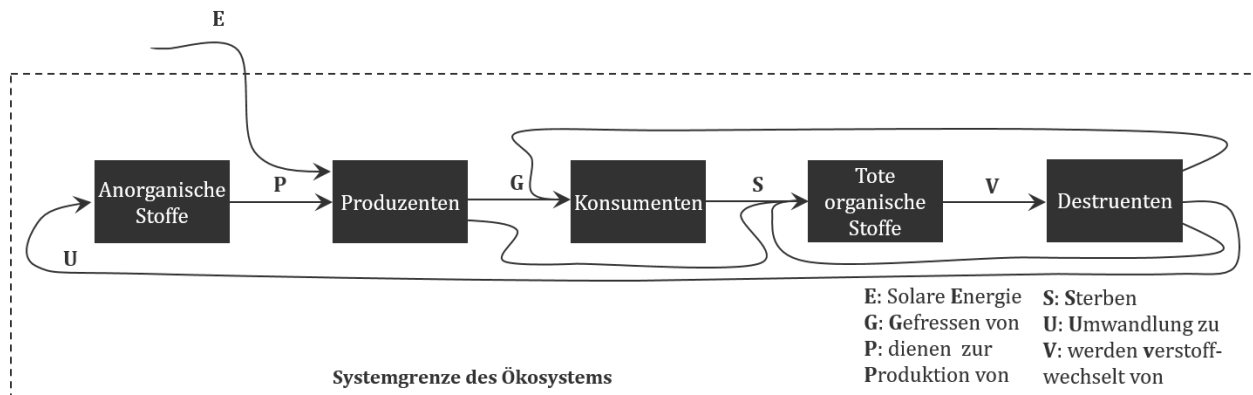 E
Anorganische
Stoffe
P
Produzenten
G
Konsumenten
S
Tote
organische
Stoffe
V
Destruenten
U
E: Solare Energie
G: Gefressen von
P: dienen zur
Produktion von
S: Sterben
U: Umwandlung zu
V: werden verstoff-
wechselt von
Systemgrenze des Ökosystems